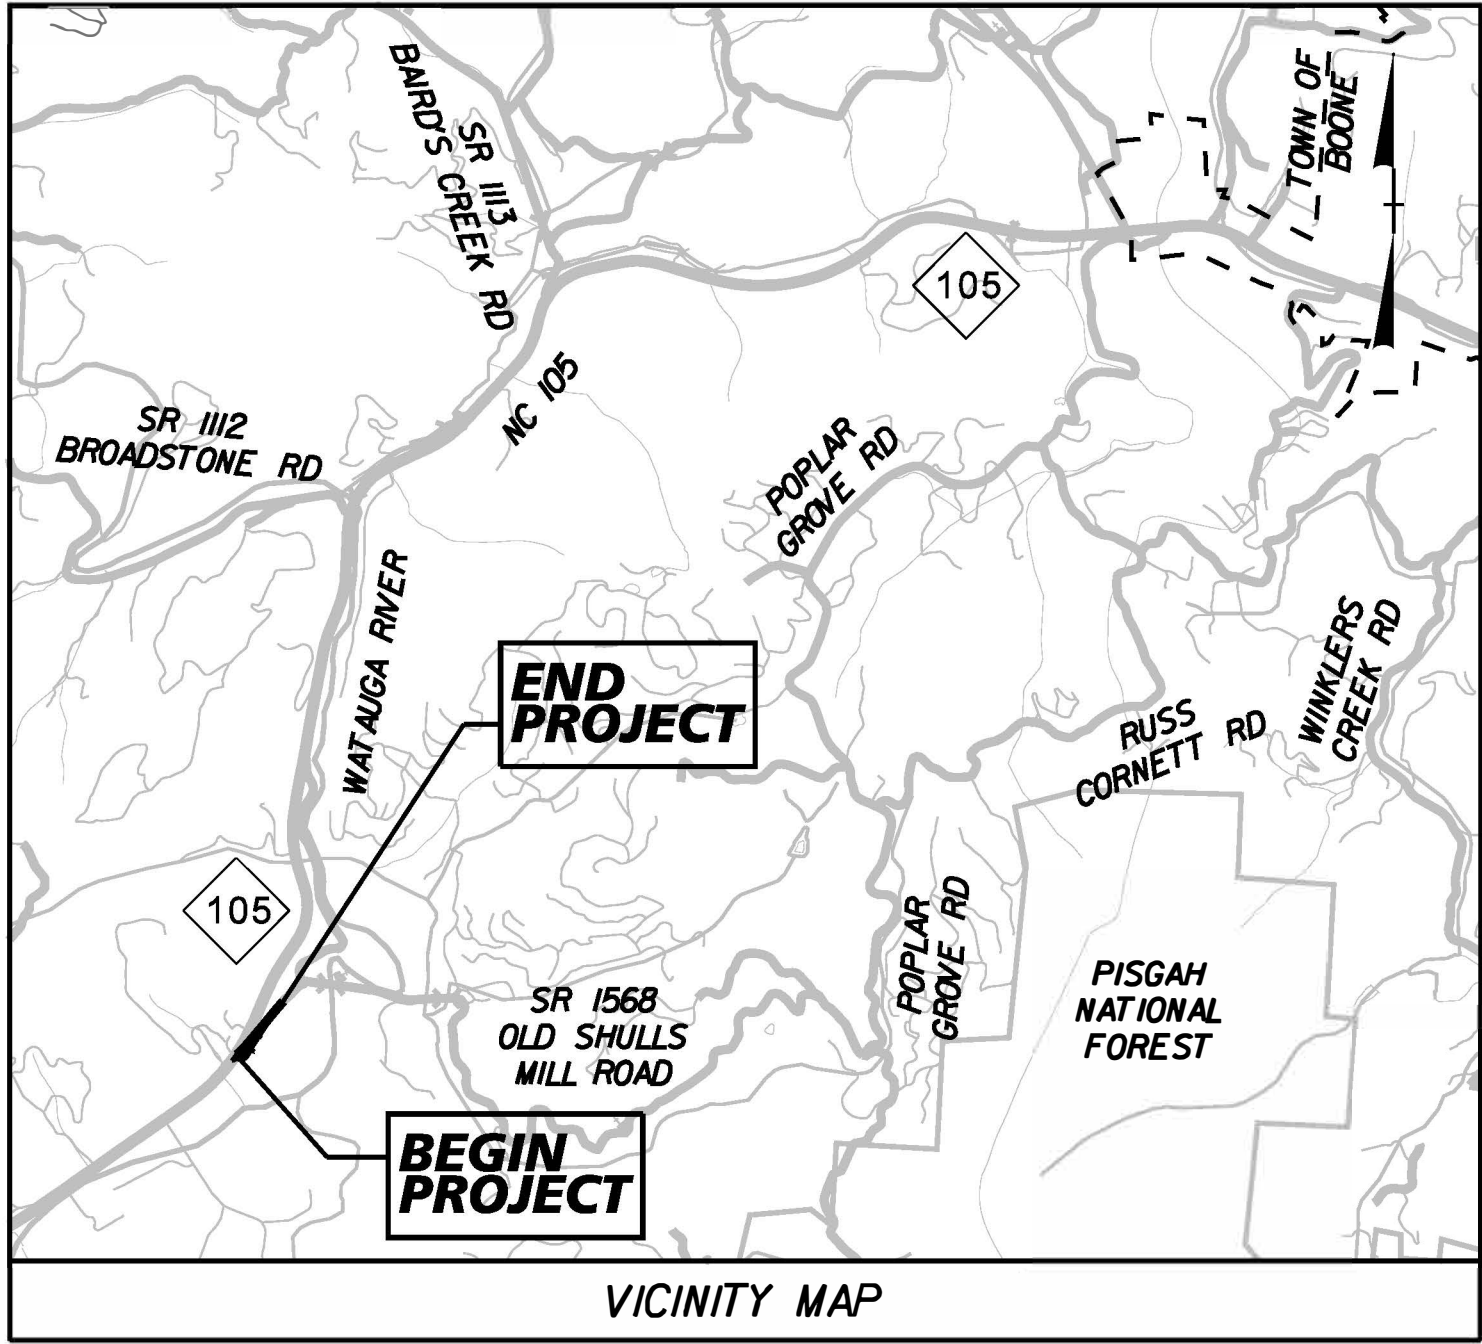 TOWN OF
BOONE
SR 1113
BAIRD'S CREEK RD
105
NC 105
SR 1112
BROADSTONE RD
POPLAR
GROVE RD
WATAUGA RIVER
END
PROJECT
WINKLERS
CREEK RD
RUSS
CORNETT RD
105
POPLAR
GROVE RD
PISGAH
NATIONAL
FOREST
SR 1568
OLD SHULLS
MILL ROAD
BEGIN
PROJECT
VICINITY MAP